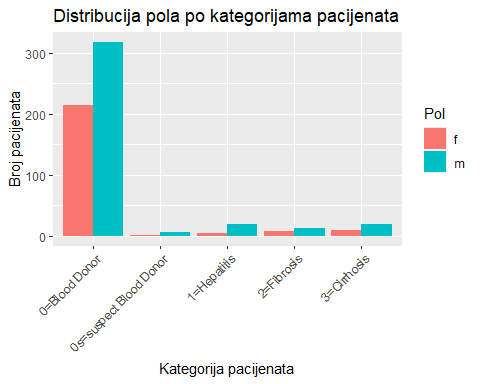 Distribucija pola po kategorijama pacijenata
Broj pacijenata
300
200
100
0
0=Blood Donor
0s=suspect Blood Donor
1=Hepatitis
2=Fibrosis
3=Cirrhosis
Kategorija pacijenata
Pol
f
m